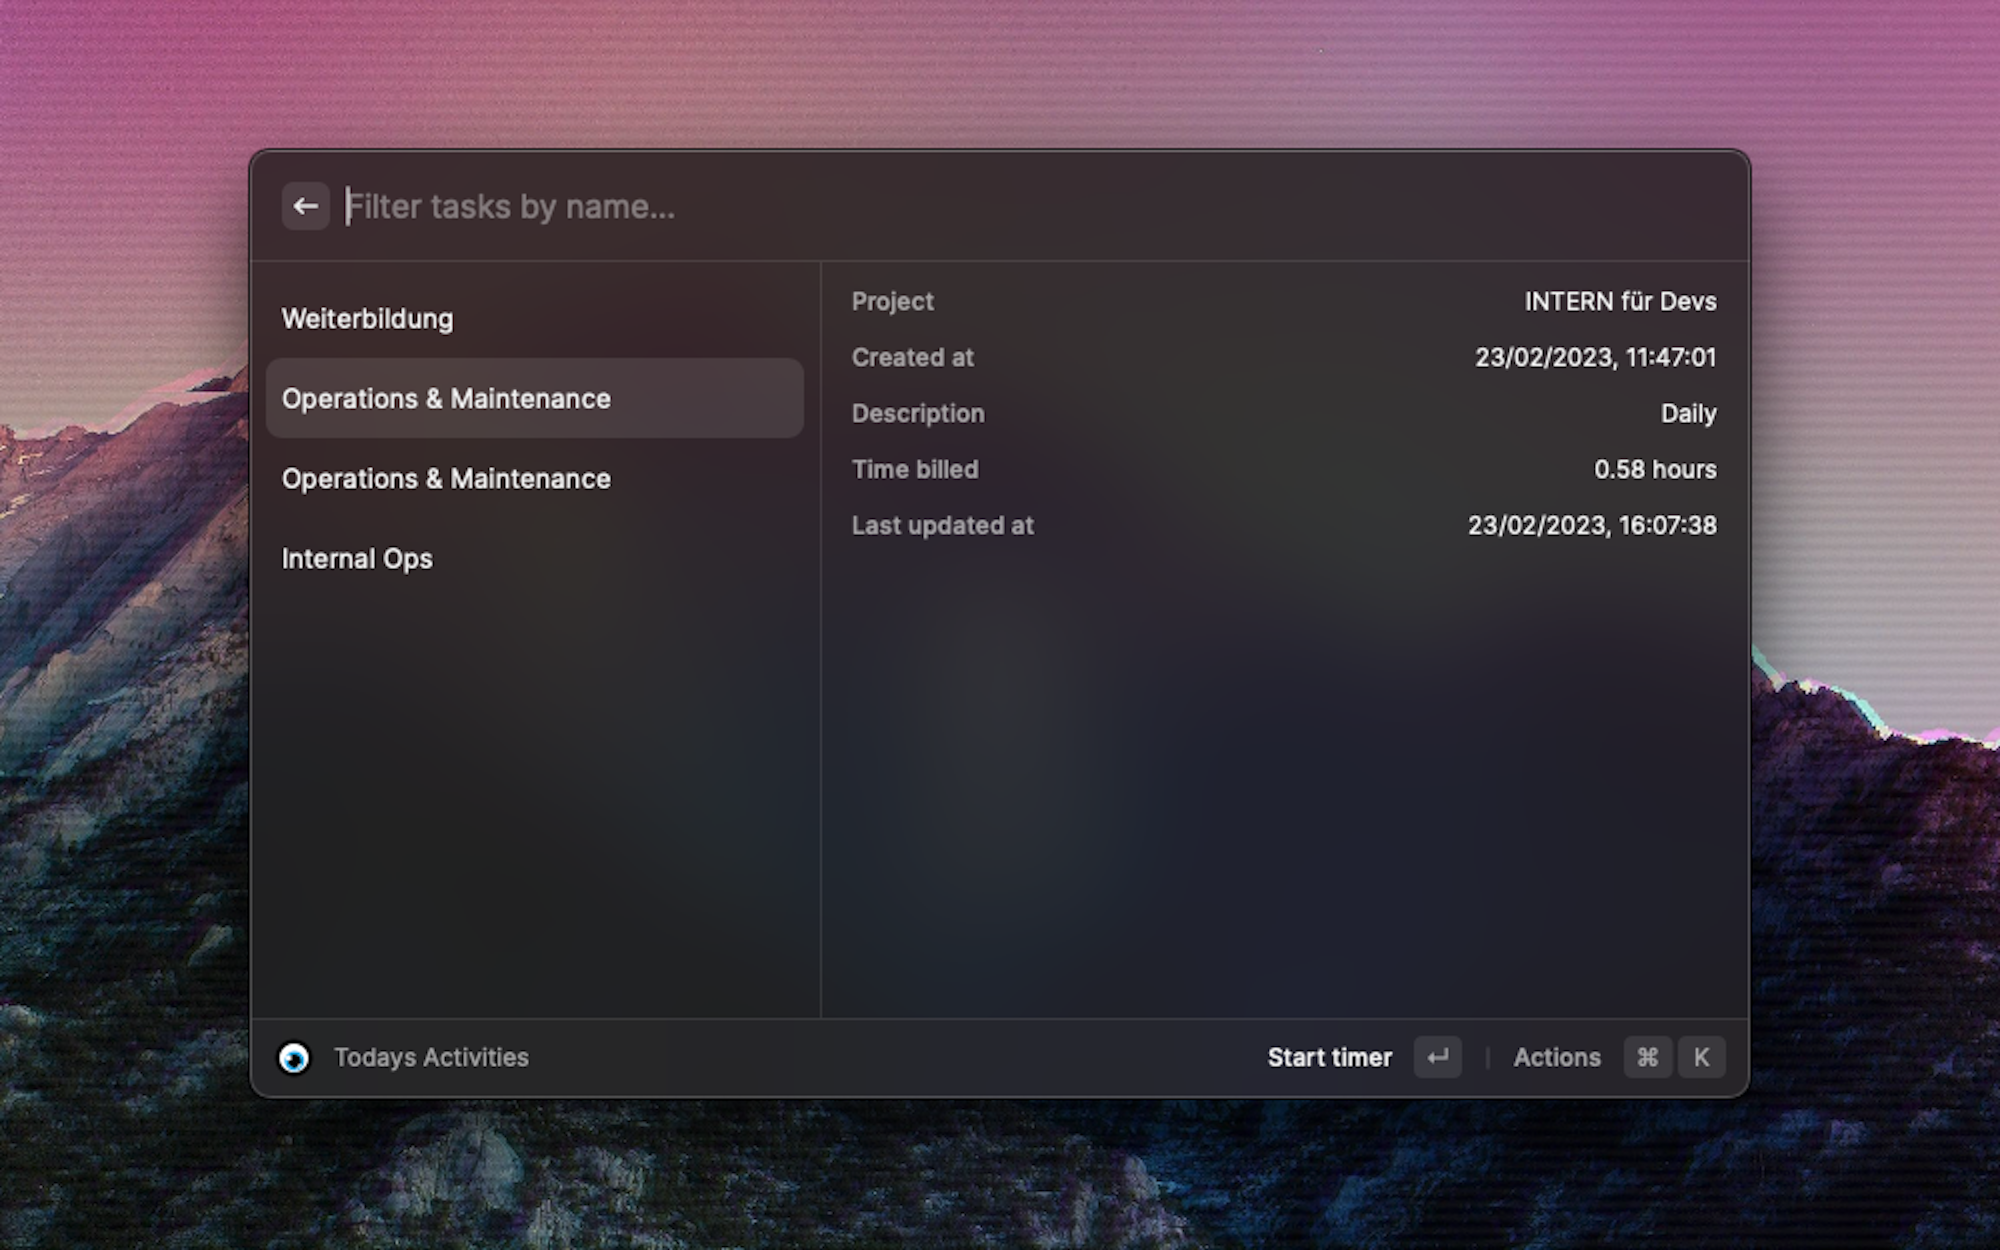 Filter tasks by name...
Weiterbildung
Operations & Maintenance
Operations & Maintenance
Internal Ops
Project INTERN für Devs
Created at 23/02/2023, 11:47:01
Description Daily
Time billed 0.58 hours
Last updated at 23/02/2023, 16:07:38
Todays Activities Start timer ↵ | Actions ⌘ K